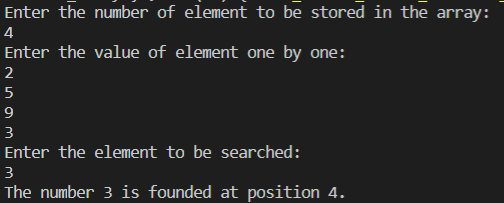 Enter the number of element to be stored in the array:
4
Enter the value of element one by one:
2
5
9
3
Enter the element to be searched:
3
The number 3 is founded at position 4.